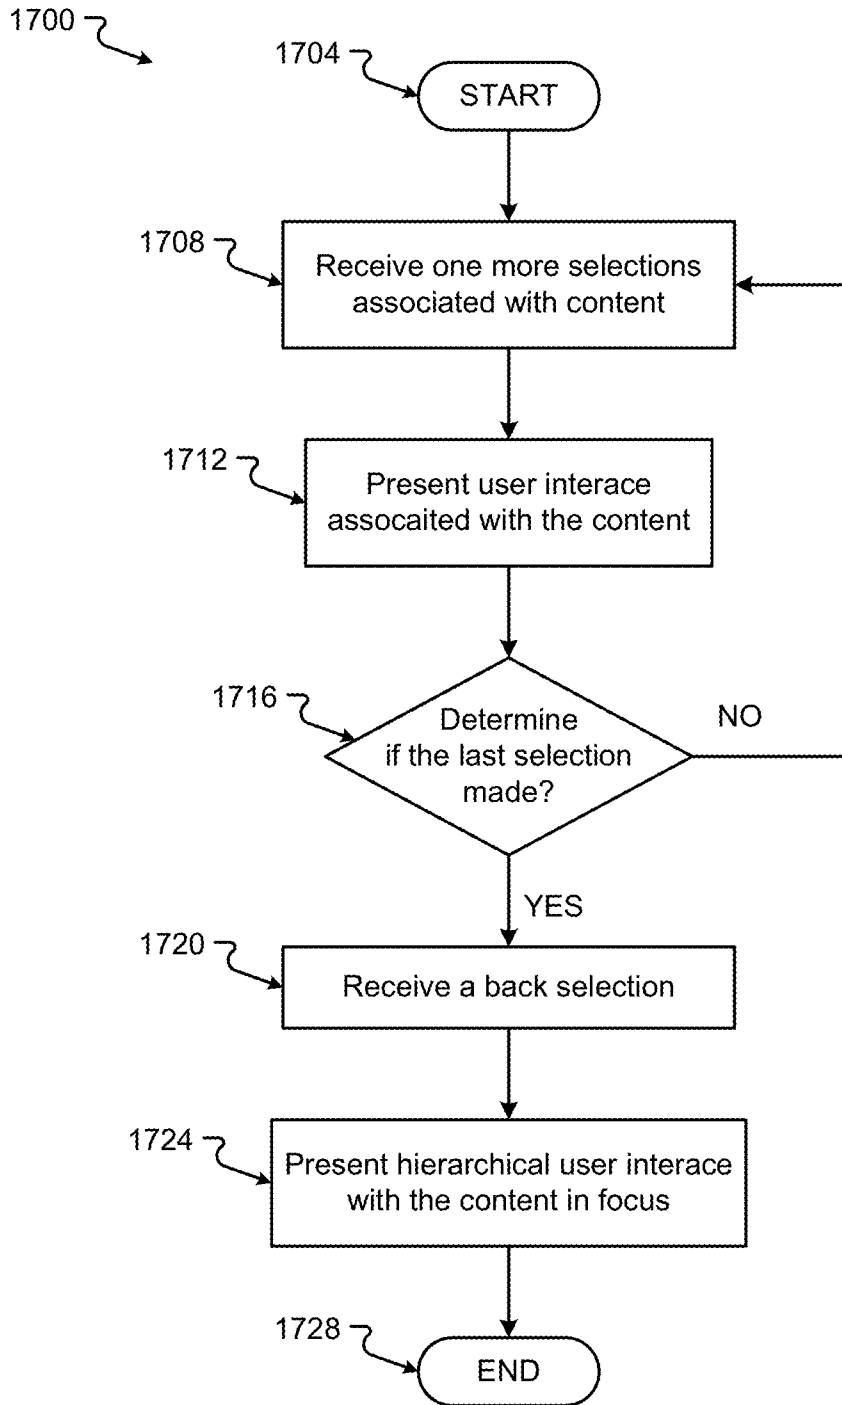 1700
1704
START
1708
Receive one more selections
associated with content
1712
Present user interace
assocaited with the content
1716
Determine
if the last selection
made?
NO
YES
1720
Receive a back selection
1724
Present hierarchical user interace
with the content in focus
1728
END